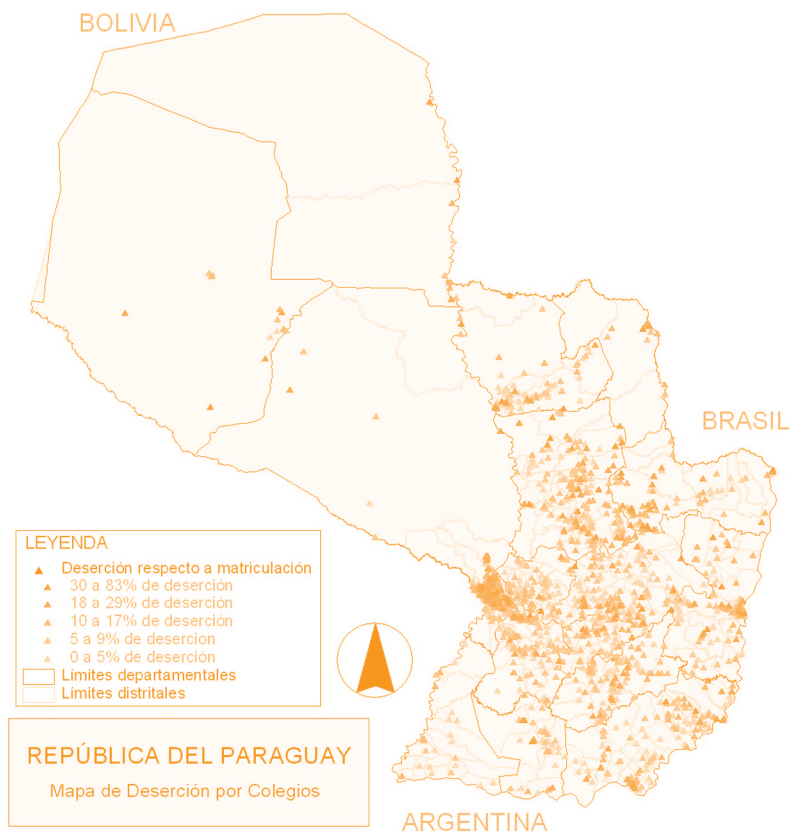 BOLIVIA
BRASIL
LEYENDA
Deserción respecto a matriculación
30 a 83% de deserción
18 a 29% de deserción
10 a 17% de deserción
5 a 9% de desercion
0 a 5% de deserción
Límites departamentales
Límites distritales
REPÚBLICA DEL PARAGUAY
Mapa de Deserción por Colegios
ARGENTINA